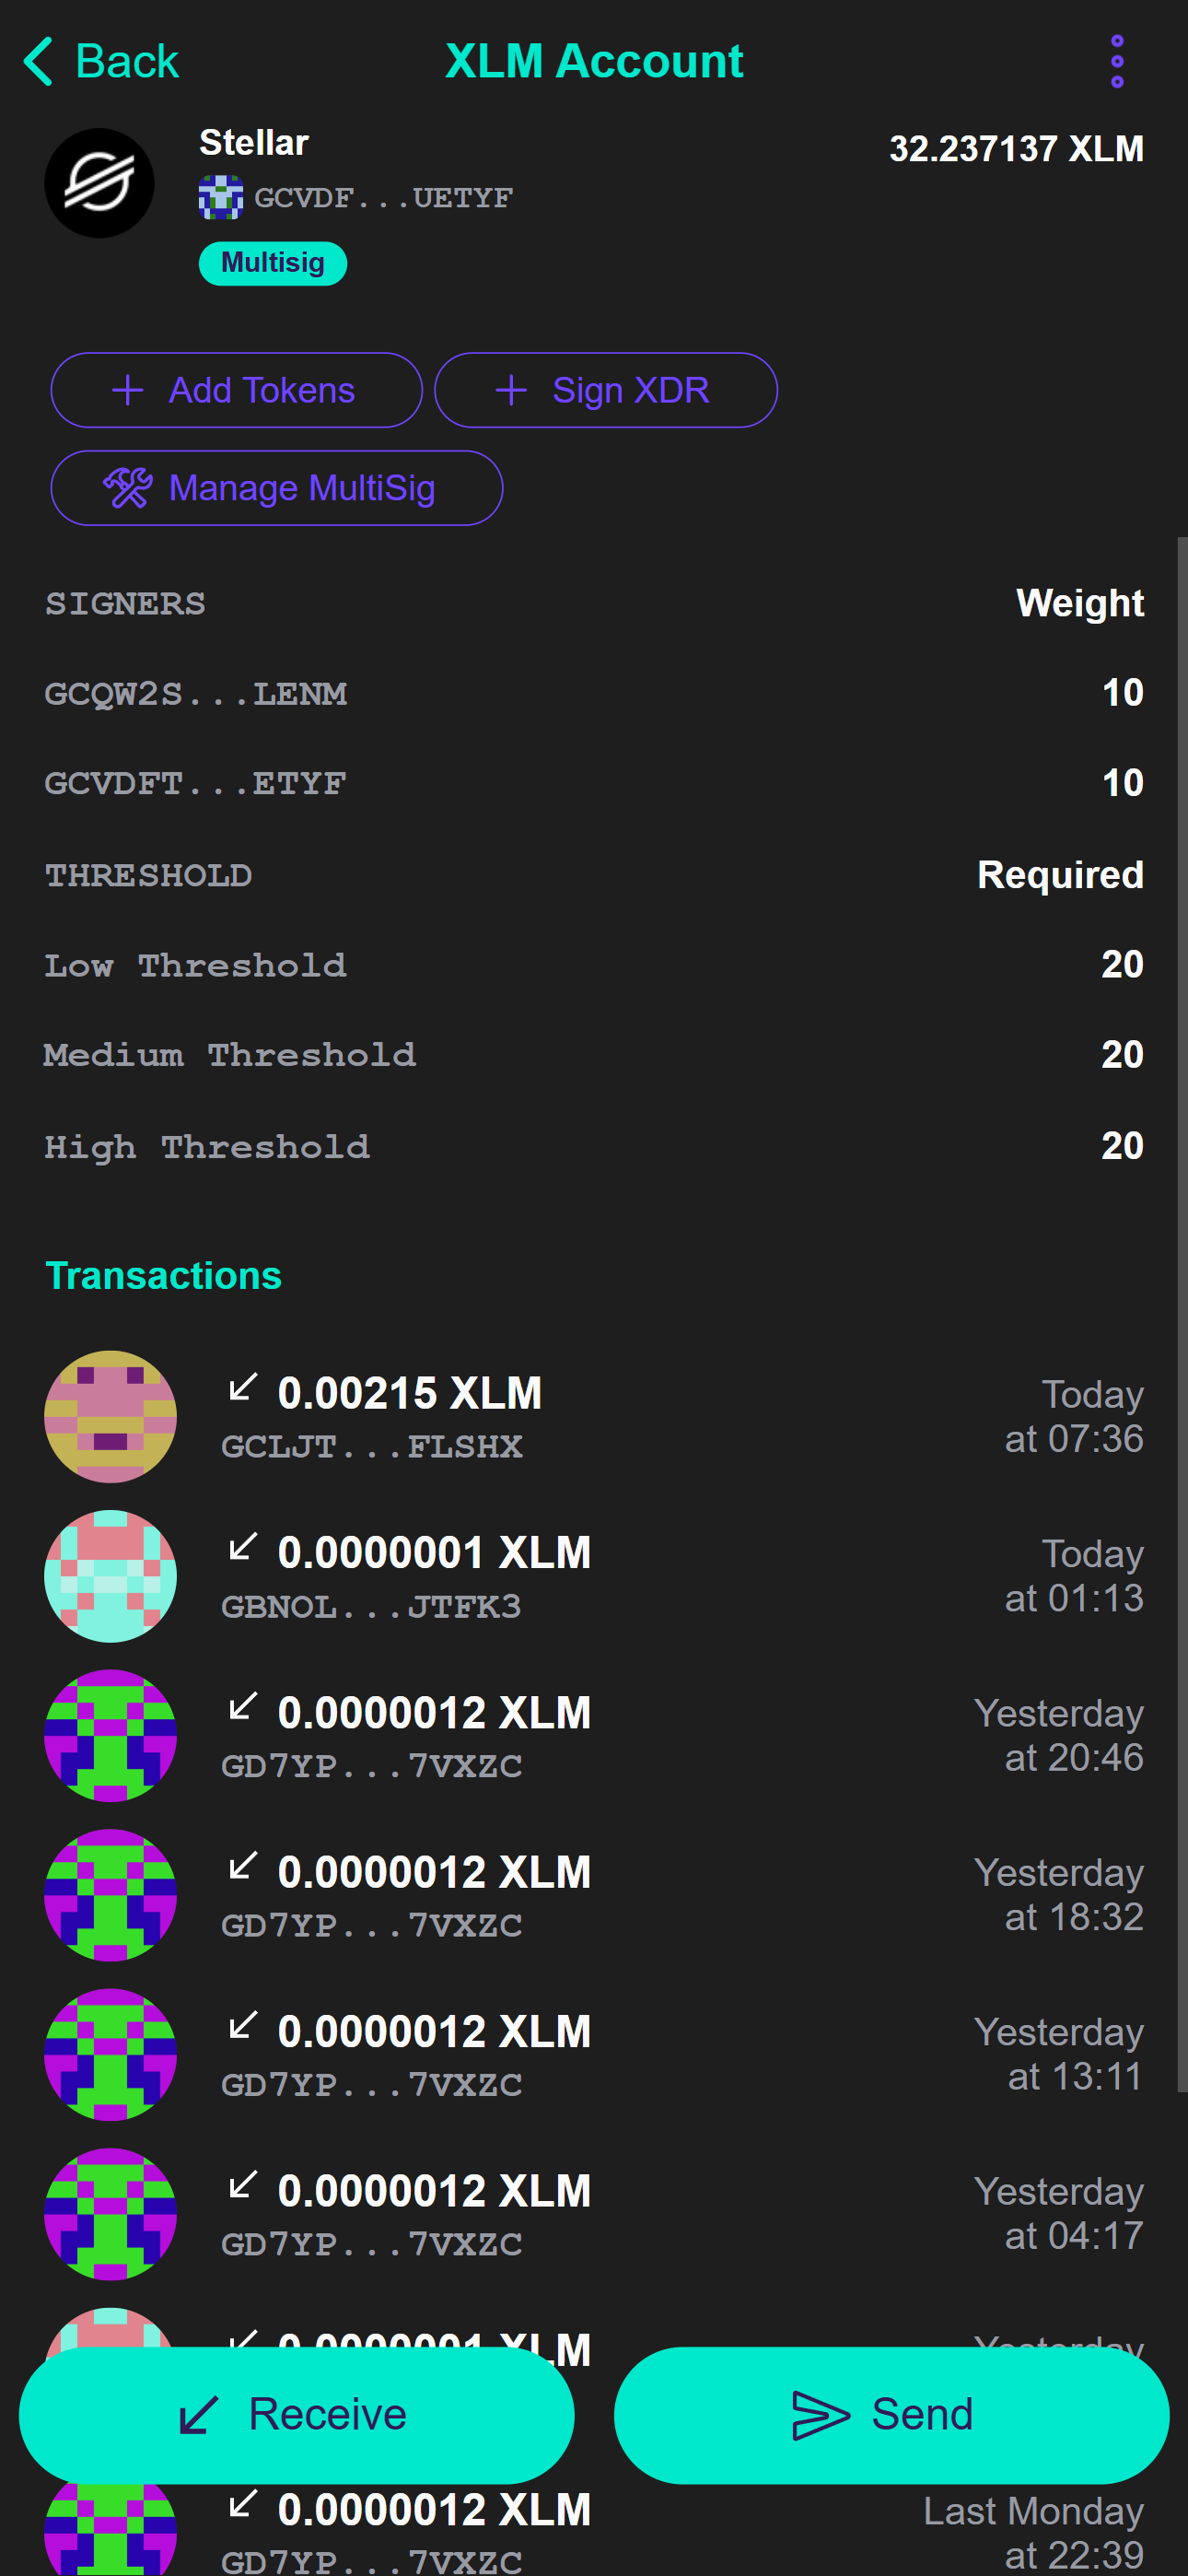 Back
XLM Account
Stellar
32.237137 XLM
GCVDF...UETYF
Multisig
Add Tokens
Sign XDR
Manage MultiSig
SIGNERS Weight
GCQW2S...LENM 10
GCVDFT...ETYF 10
THRESHOLD Required
Low Threshold 20
Medium Threshold 20
High Threshold 20
Transactions
0.00215 XLM
GCLJT...FLSHX
Today
at 07:36
0.0000001 XLM
GBNOL...JTFK3
Today
at 01:13
0.0000012 XLM
GD7YP...7VXZC
Yesterday
at 20:46
0.0000012 XLM
GD7YP...7VXZC
Yesterday
at 18:32
0.0000012 XLM
GD7YP...7VXZC
Yesterday
at 13:11
0.0000012 XLM
GD7YP...7VXZC
Yesterday
at 04:17
0.0000001 XLM
Yesterday
Receive
Send
0.0000012 XLM
GD7YP...7VXZC
Last Monday
at 22:39